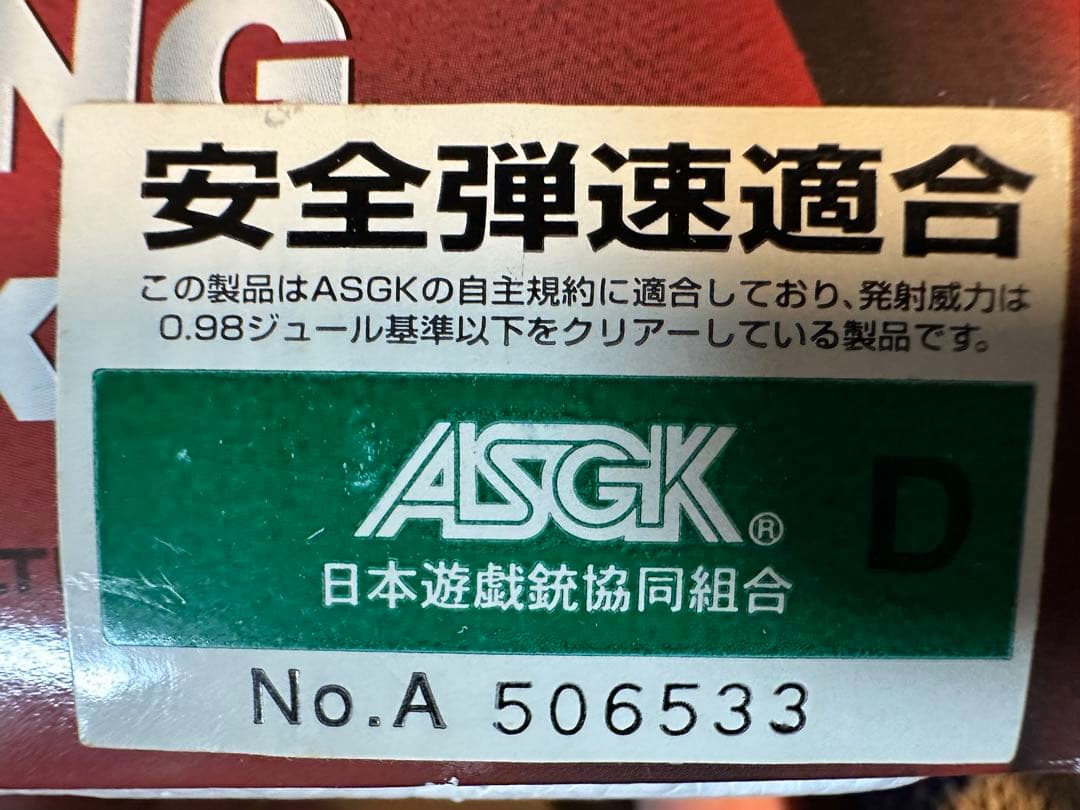 NG
安全弾速適合
この製品はASGKの自主規約に適合しており、発射威力は
0.98ジュール基準以下をクリアーしている製品です。
ASGK®
D
日本遊戯銃協同組合
No.A 506533